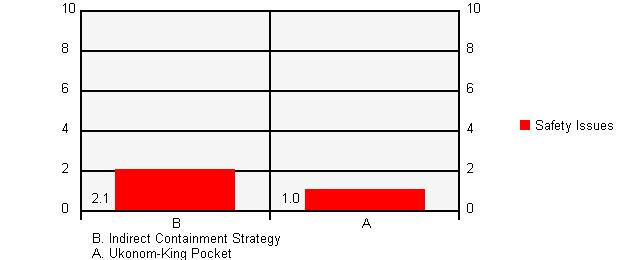 10 10
8 8
6 6
4 4
2 2
0 0
2.1 1.0
Safety Issues
B A
B. Indirect Containment Strategy
A. Ukonom-King Pocket